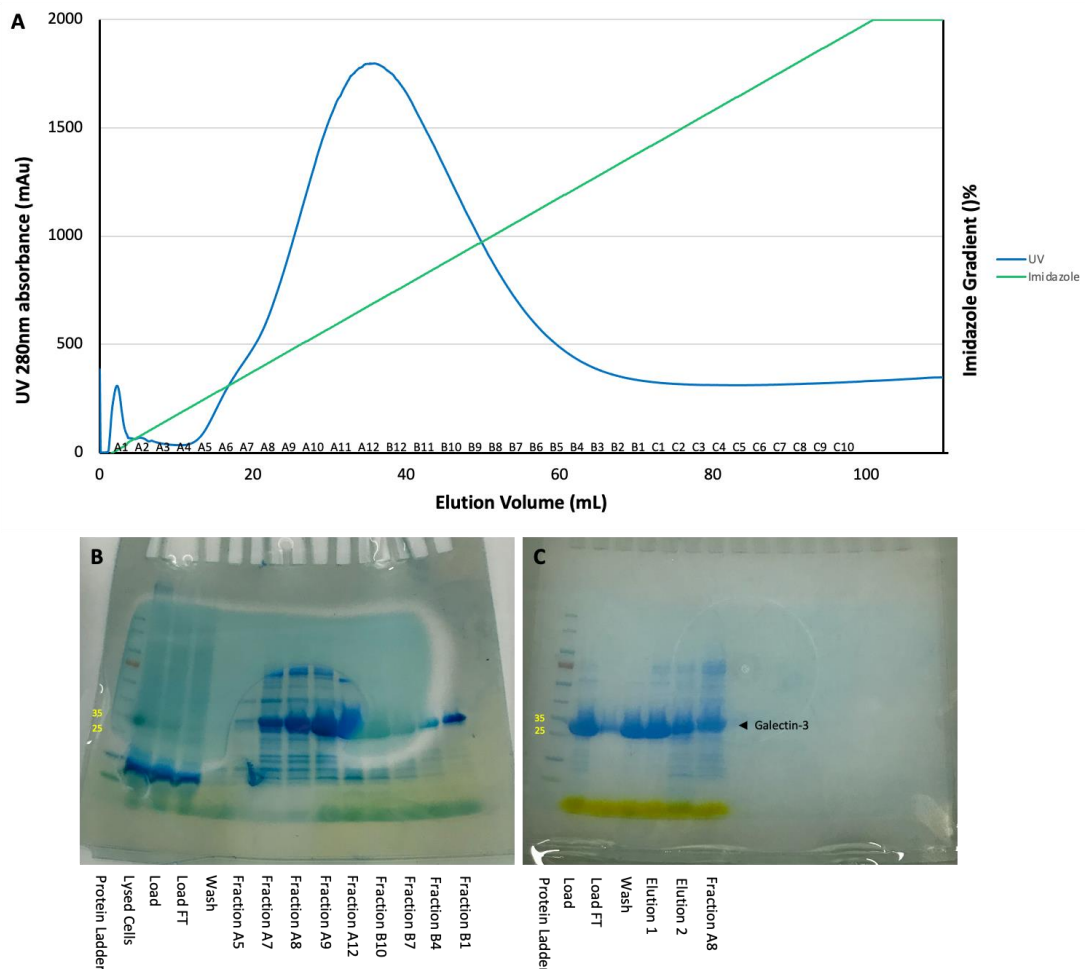 A
2000
1500
1000
500
0
UV 280nm absorbance (mAu)
Imidazole Gradient ()%
UV
Imidazole
A1 A2 A3 A4 A5 A6 A7 A8 A9 A10 A11 A12 B12 B11 B10 B9 B8 B7 B6 B5 B4 B3 B2 B1 C1 C2 C3 C4 C5 C6 C7 C8 C9 C10
0 20 40 60 80 100
Elution Volume (mL)
B
35
25
Protein Ladder
Lysed Cells
Load
Load FT
Wash
Fraction A5
Fraction A7
Fraction A8
Fraction A9
Fraction A12
Fraction B10
Fraction B7
Fraction B4
Fraction B1
C
35
25
Galectin-3
Protein Ladder
Load
Load FT
Wash
Elution 1
Elution 2
Fraction A8